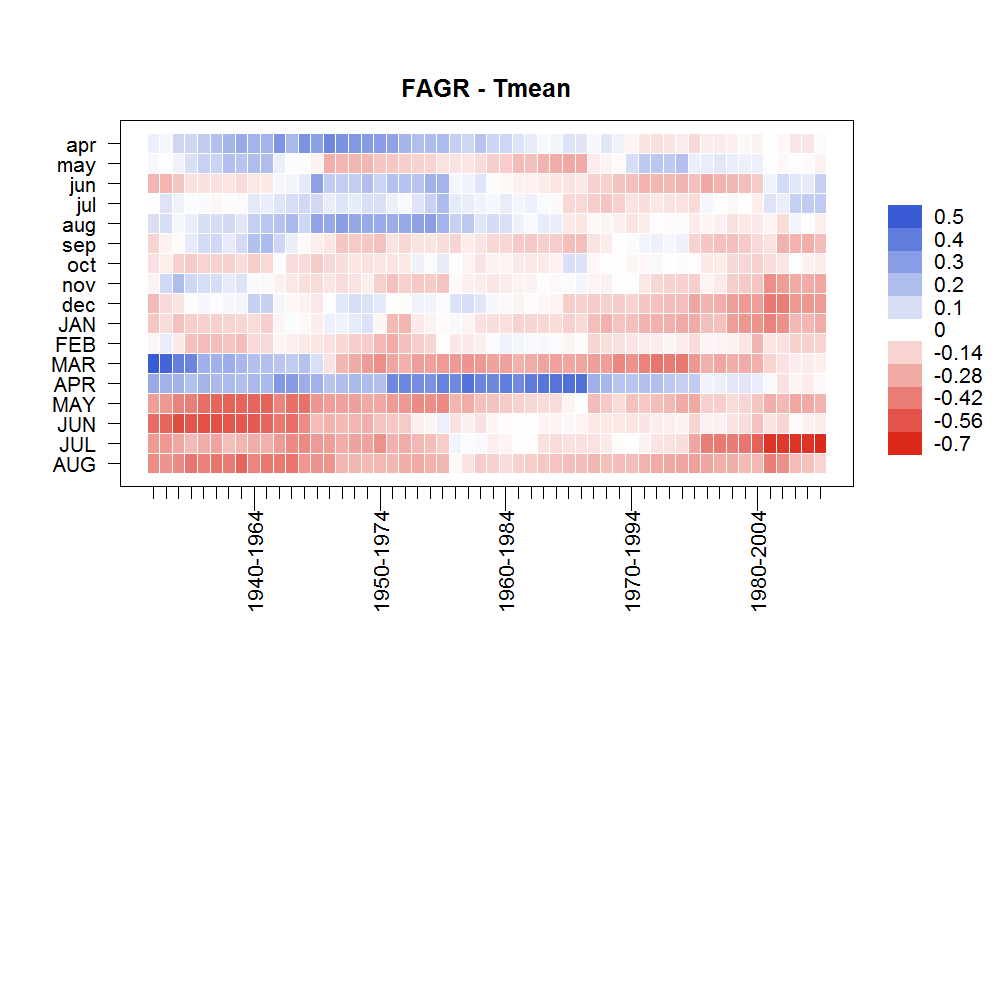 FAGR - Tmean
apr
may
jun
jul
aug
sep
oct
nov
dec
JAN
FEB
MAR
APR
MAY
JUN
JUL
AUG
0.5
0.4
0.3
0.2
0.1
0
-0.14
-0.28
-0.42
-0.56
-0.7
1940-1964
1950-1974
1960-1984
1970-1994
1980-2004